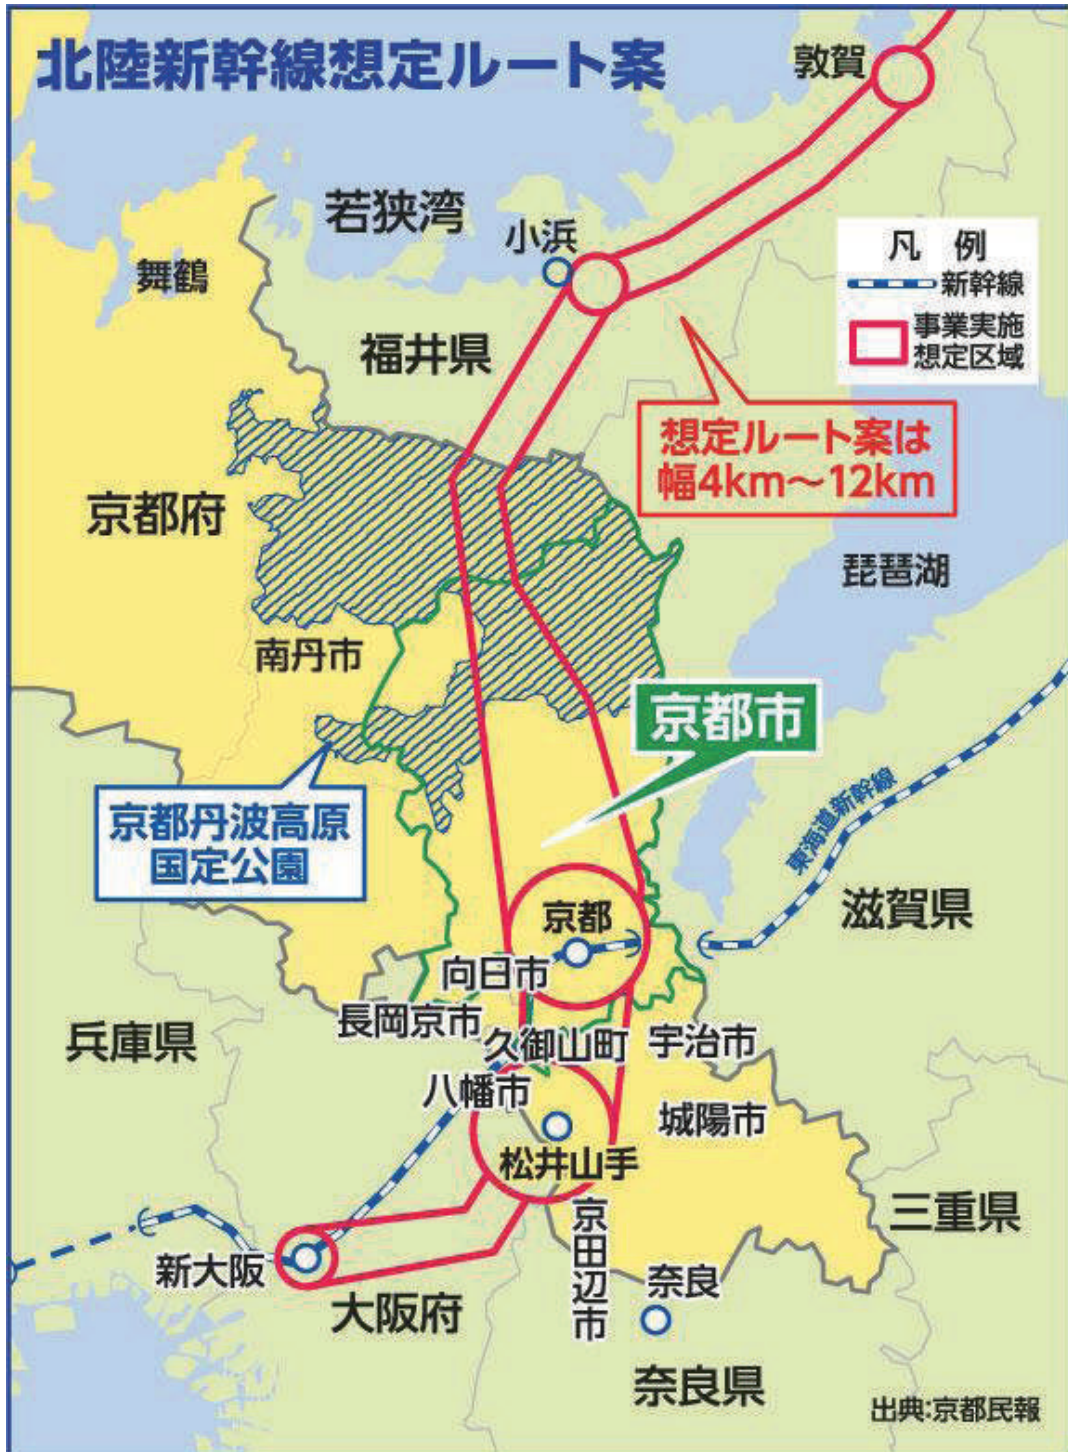 北陸新幹線想定ルート案
敦賀
若狭湾
小浜
凡 例
新幹線
事業実施
想定区域
舞鶴
福井県
想定ルート案は
幅4km～12km
京都府
琵琶湖
南丹市
京都市
京都丹波高原
国定公園
東海道新幹線
滋賀県
京都
向日市
長岡京市
久御山町
宇治市
兵庫県
八幡市
城陽市
松井山手
三重県
京田辺市
新大阪
奈良
大阪府
奈良県
出典:京都民報